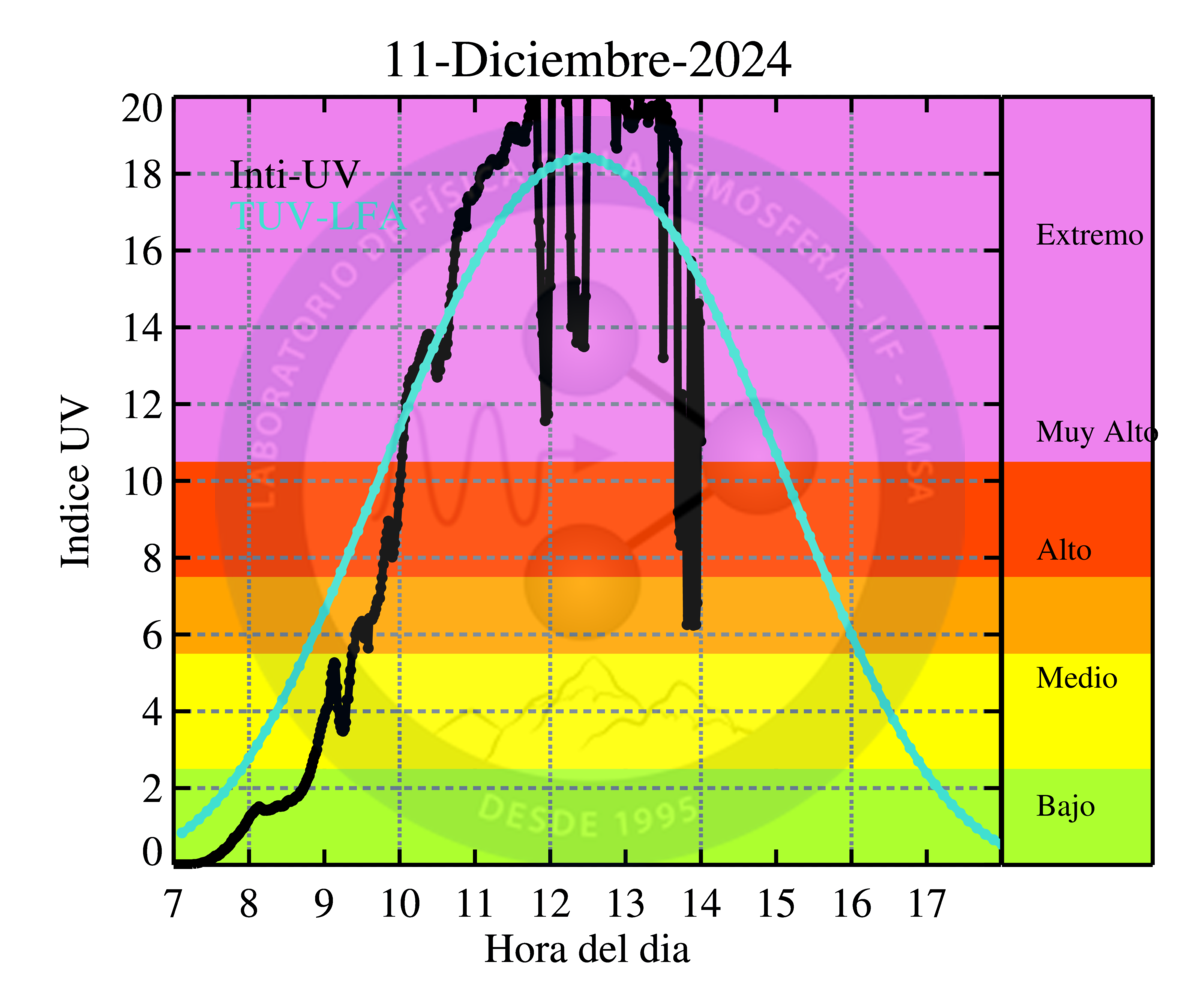 11-Diciembre-2024
20
18
16
14
12
10
8
6
4
2
0
Indice UV
Inti-UV
TUV-LFA
LABORATORIO DE FÍSICA DE LA ATMÓSFERA - IIF - UMSA
DESDE 1995
Extremo
Muy Alto
Alto
Medio
Bajo
7 8 9 10 11 12 13 14 15 16 17
Hora del dia